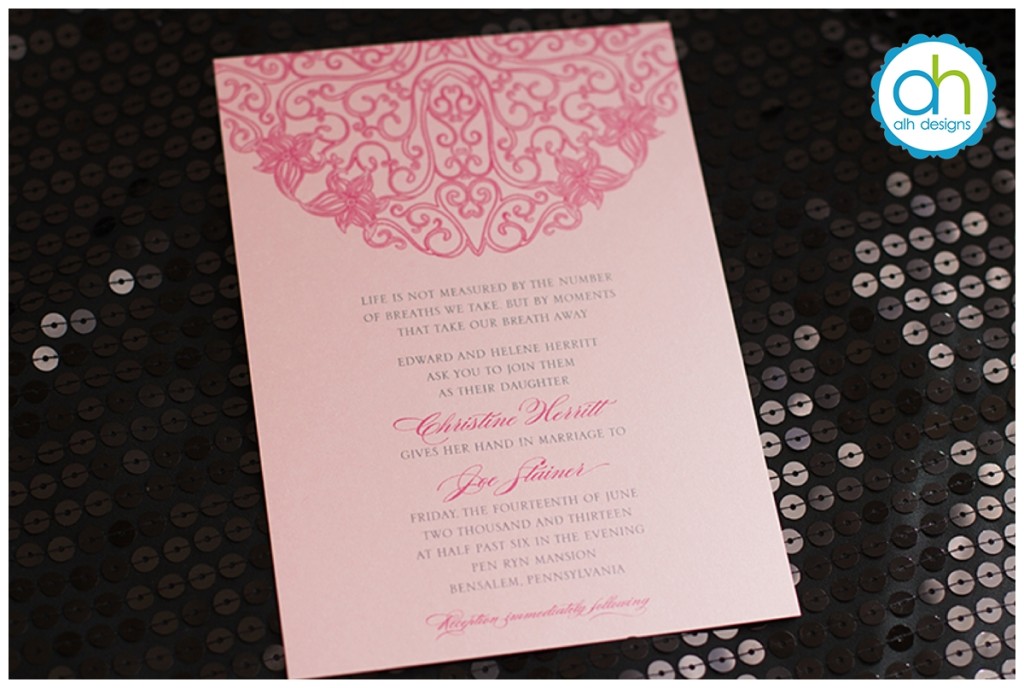 ah
alh designs
LIFE IS NOT MEASURED BY THE NUMBER
OF BREATHS WE TAKE, BUT BY MOMENTS
THAT TAKE OUR BREATH AWAY
EDWARD AND HELENE HERRITT
ASK YOU TO JOIN THEM
AS THEIR DAUGHTER
Christine Herritt
GIVES HER HAND IN MARRIAGE TO
Joe Stainer
FRIDAY, THE FOURTEENTH OF JUNE
TWO THOUSAND AND THIRTEEN
AT HALF PAST SIX IN THE EVENING
PEN RYN MANSION
BENSALEM, PENNSYLVANIA
Reception immediately following